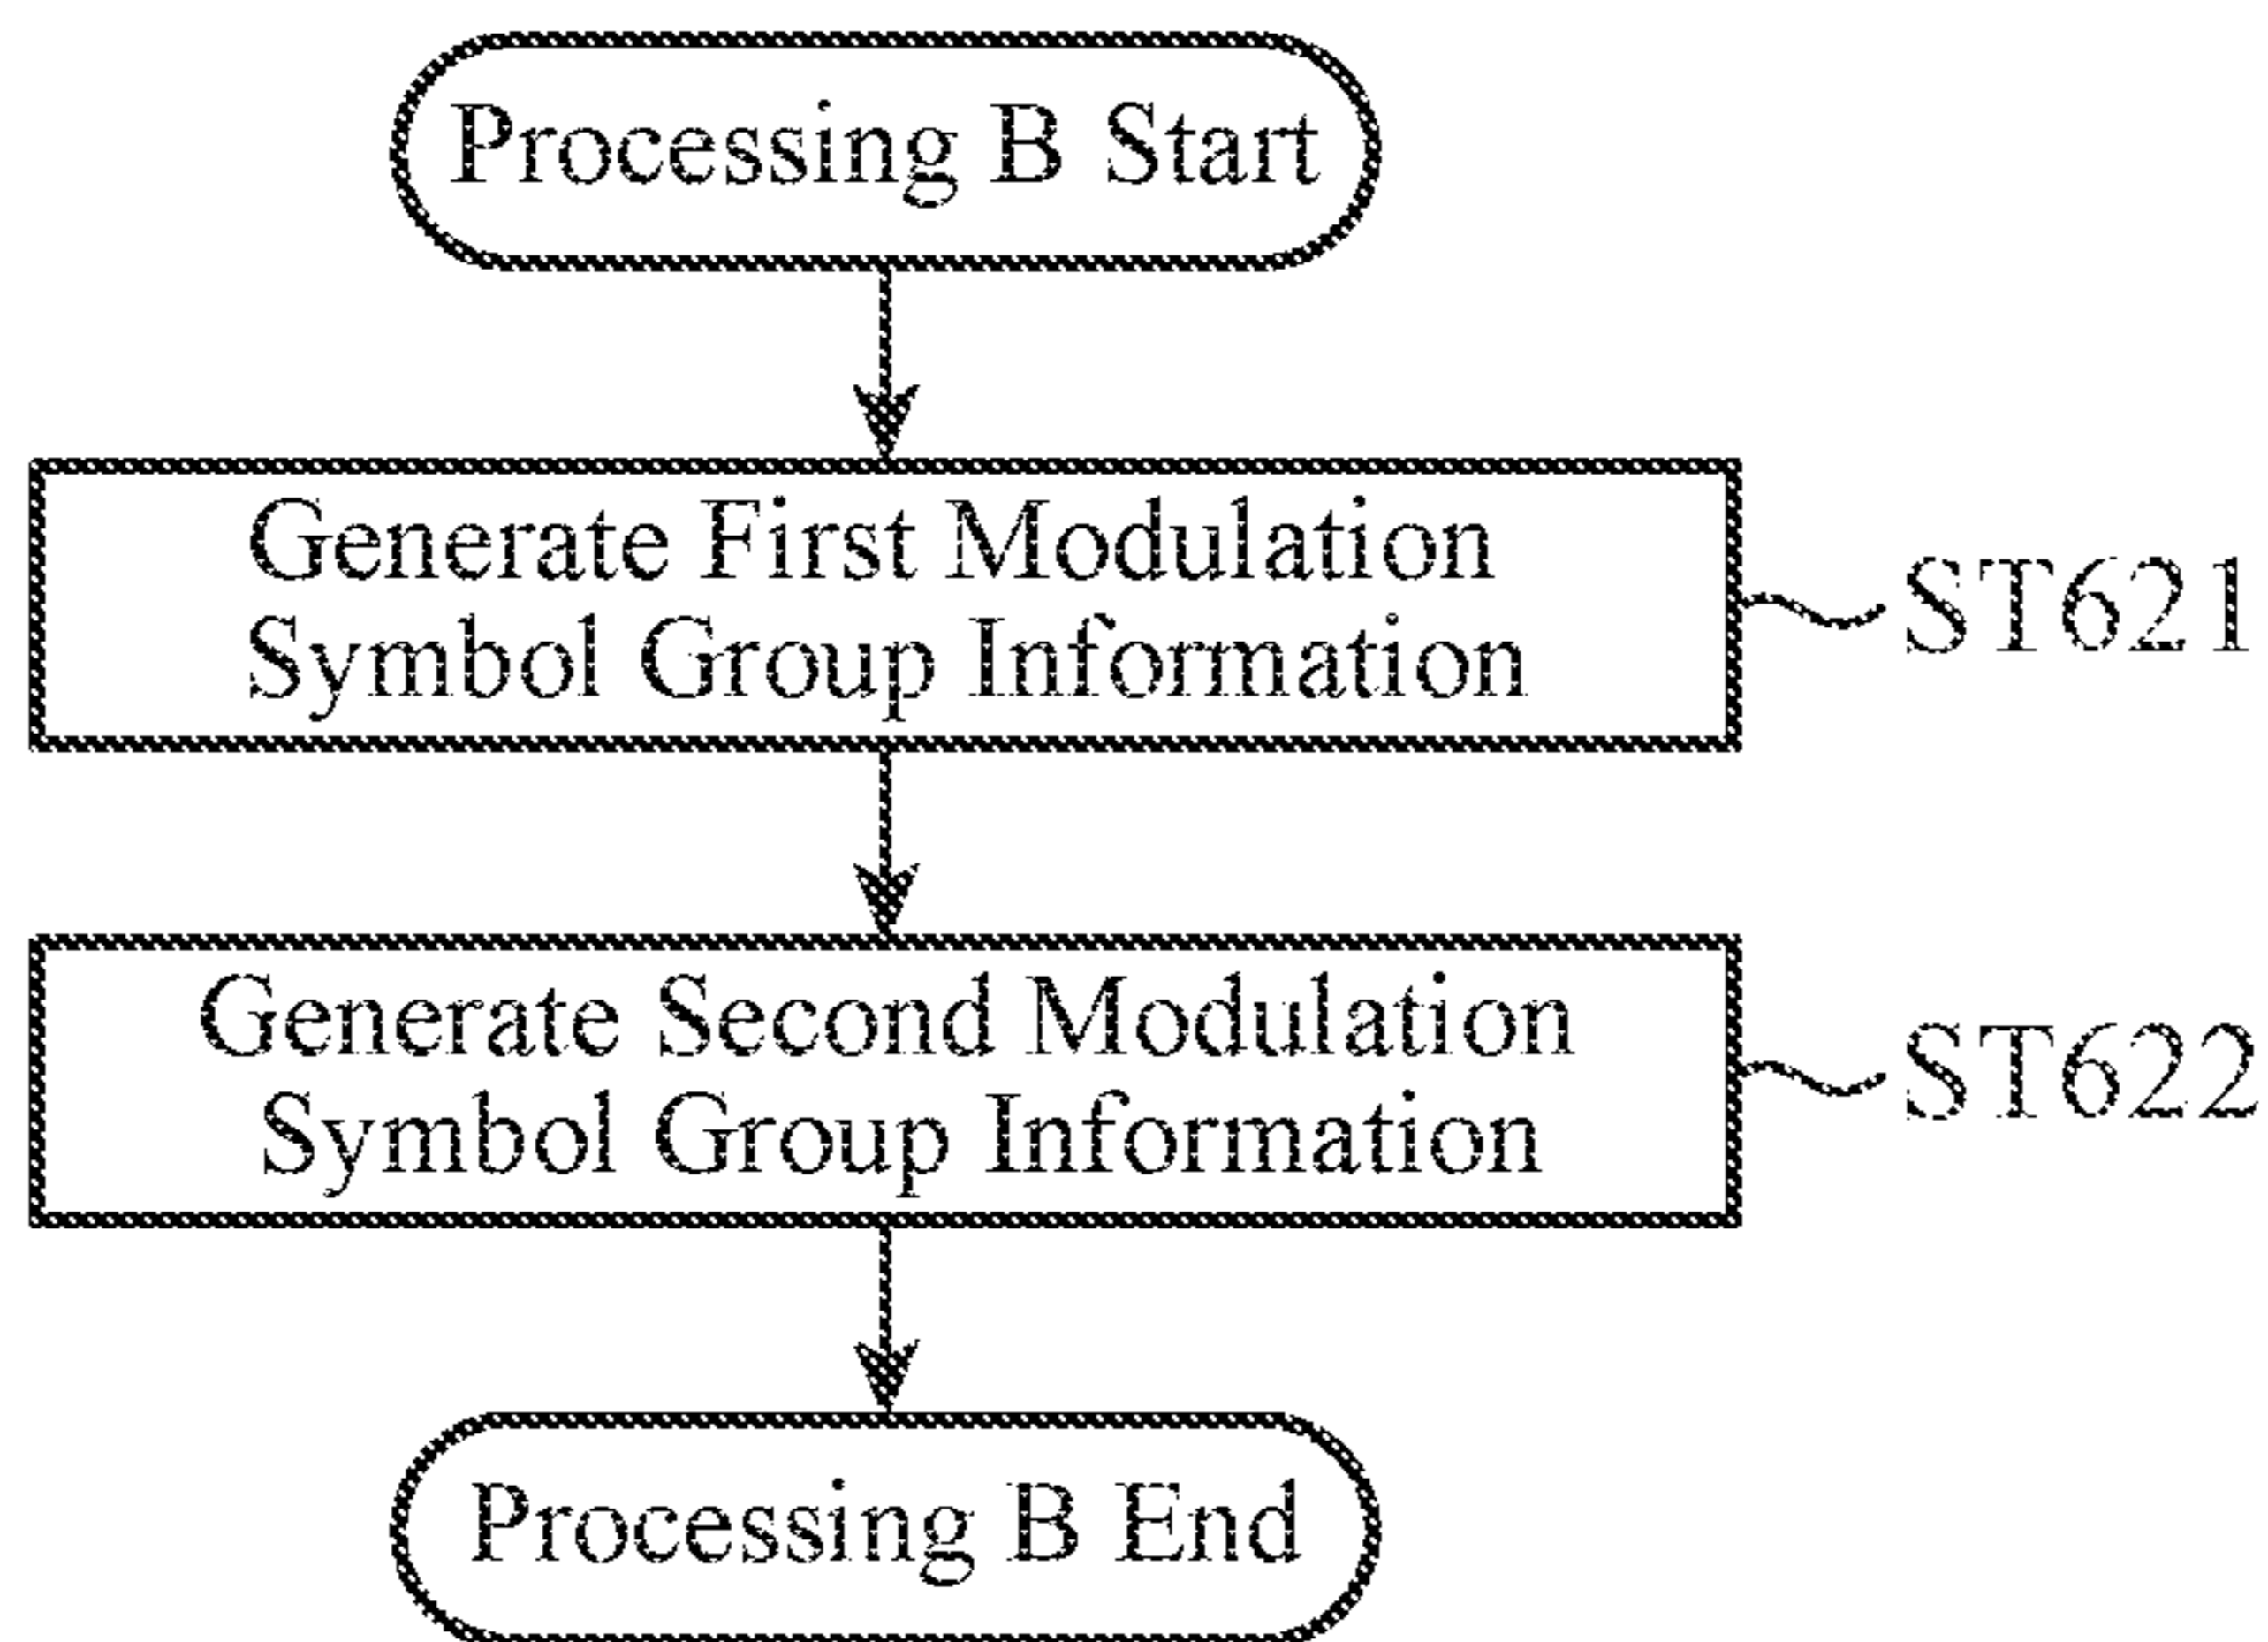 Processing B Start
Generate First Modulation
Symbol Group Information
ST621
Generate Second Modulation
Symbol Group Information
ST622
Processing B End